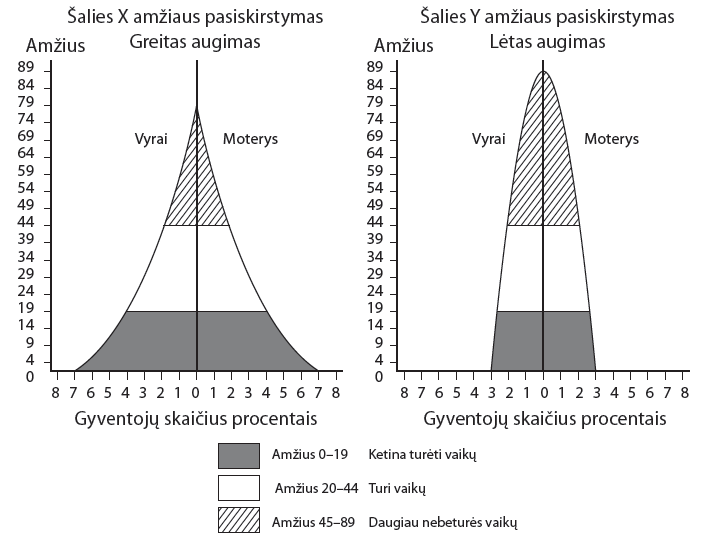 Šalies X amžiaus pasiskirstymas
Greitas augimas
Amžius
89
84
79
74
69
64
59
54
49
44
39
34
29
24
19
14
9
4
0
Vyrai
Moterys
8 7 6 5 4 3 2 1 0 1 2 3 4 5 6 7 8
Gyventojų skaičius procentais
Šalies Y amžiaus pasiskirstymas
Lėtas augimas
Amžius
89
84
79
74
69
64
59
54
49
44
39
34
29
24
19
14
9
4
0
Vyrai
Moterys
8 7 6 5 4 3 2 1 0 1 2 3 4 5 6 7 8
Gyventojų skaičius procentais
Amžius 0–19 Ketina turėti vaikų
Amžius 20–44 Turi vaikų
Amžius 45–89 Daugiau nebeturės vaikų